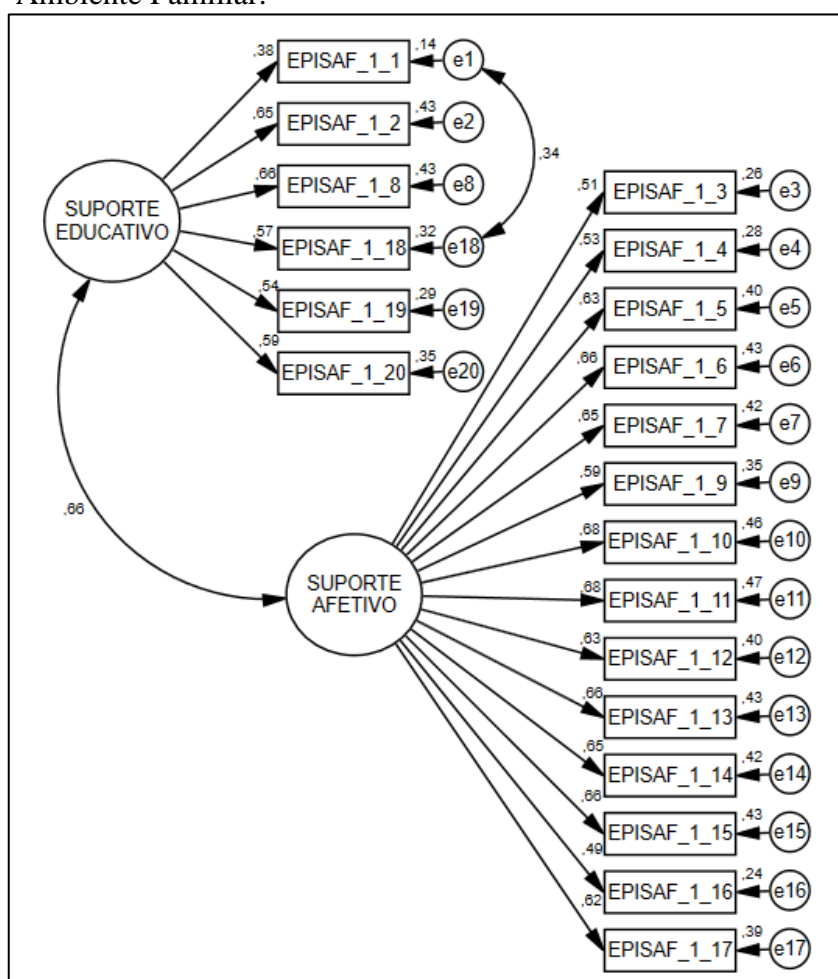 Ambiente Familiar.
,38
EPISAF_1_1
,14
e1
,65
EPISAF_1_2
,43
e2
,66
EPISAF_1_8
,43
e8
,57
EPISAF_1_18
,32
e18
,54
EPISAF_1_19
,29
e19
,59
EPISAF_1_20
,35
e20
,34
SUPORTE
EDUCATIVO
,66
SUPORTE
AFETIVO
,51
EPISAF_1_3
,26
e3
,53
EPISAF_1_4
,28
e4
,63
EPISAF_1_5
,40
e5
,66
EPISAF_1_6
,43
e6
,65
EPISAF_1_7
,42
e7
,59
EPISAF_1_9
,35
e9
,68
EPISAF_1_10
,46
e10
,68
EPISAF_1_11
,47
e11
,63
EPISAF_1_12
,40
e12
,66
EPISAF_1_13
,43
e13
,65
EPISAF_1_14
,42
e14
,66
EPISAF_1_15
,43
e15
,49
EPISAF_1_16
,24
e16
,62
EPISAF_1_17
,39
e17